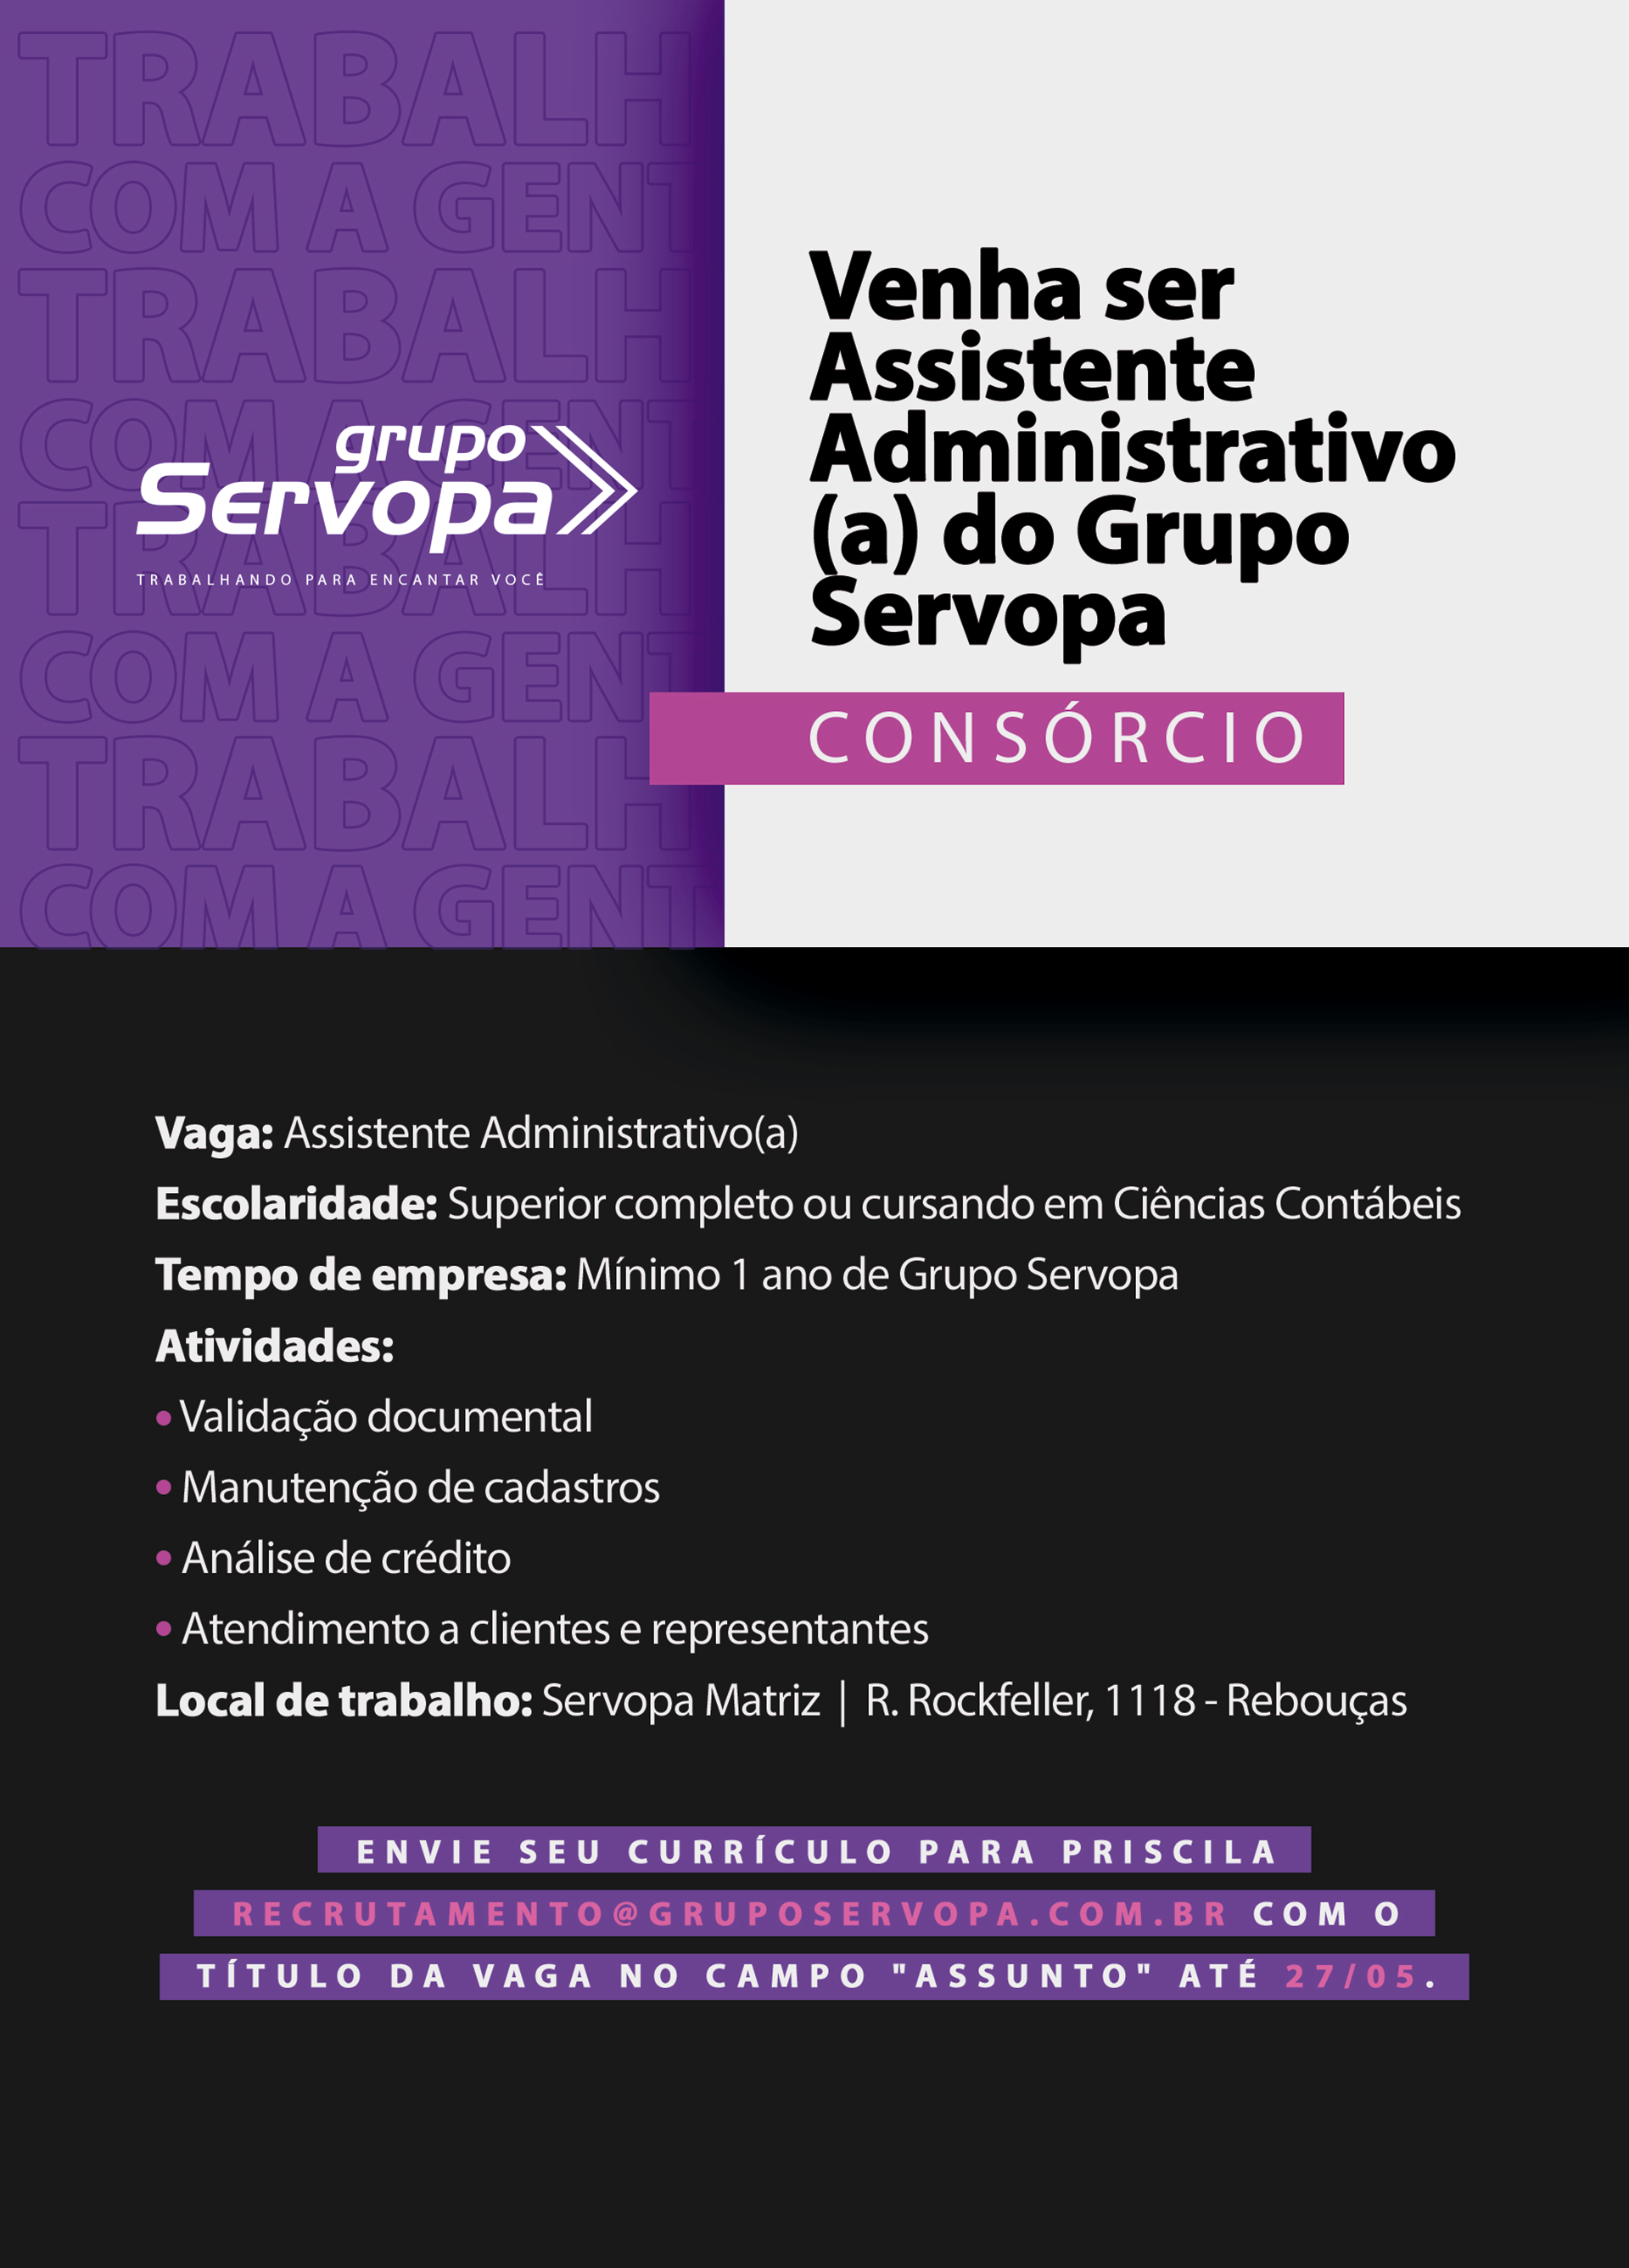 TRABALH
COM A GENT
TRABALH
COM A GENT
TRABALH
COM A GENT
TRABALH
COM A GENT
grupo
Servopa
TRABALHANDO PARA ENCANTAR VOCÊ
Venha ser
Assistente
Administrativo
(a) do Grupo
Servopa
CONSÓRCIO
Vaga: Assistente Administrativo(a)
Escolaridade: Superior completo ou cursando em Ciências Contábeis
Tempo de empresa: Mínimo 1 ano de Grupo Servopa
Atividades:
• Validação documental
• Manutenção de cadastros
• Análise de crédito
• Atendimento a clientes e representantes
Local de trabalho: Servopa Matriz | R. Rockfeller, 1118 - Rebouças
ENVIE SEU CURRÍCULO PARA PRISCILA
RECRUTAMENTO@GRUPOSERVOPA.COM.BR COM O
TÍTULO DA VAGA NO CAMPO "ASSUNTO" ATÉ 27/05.